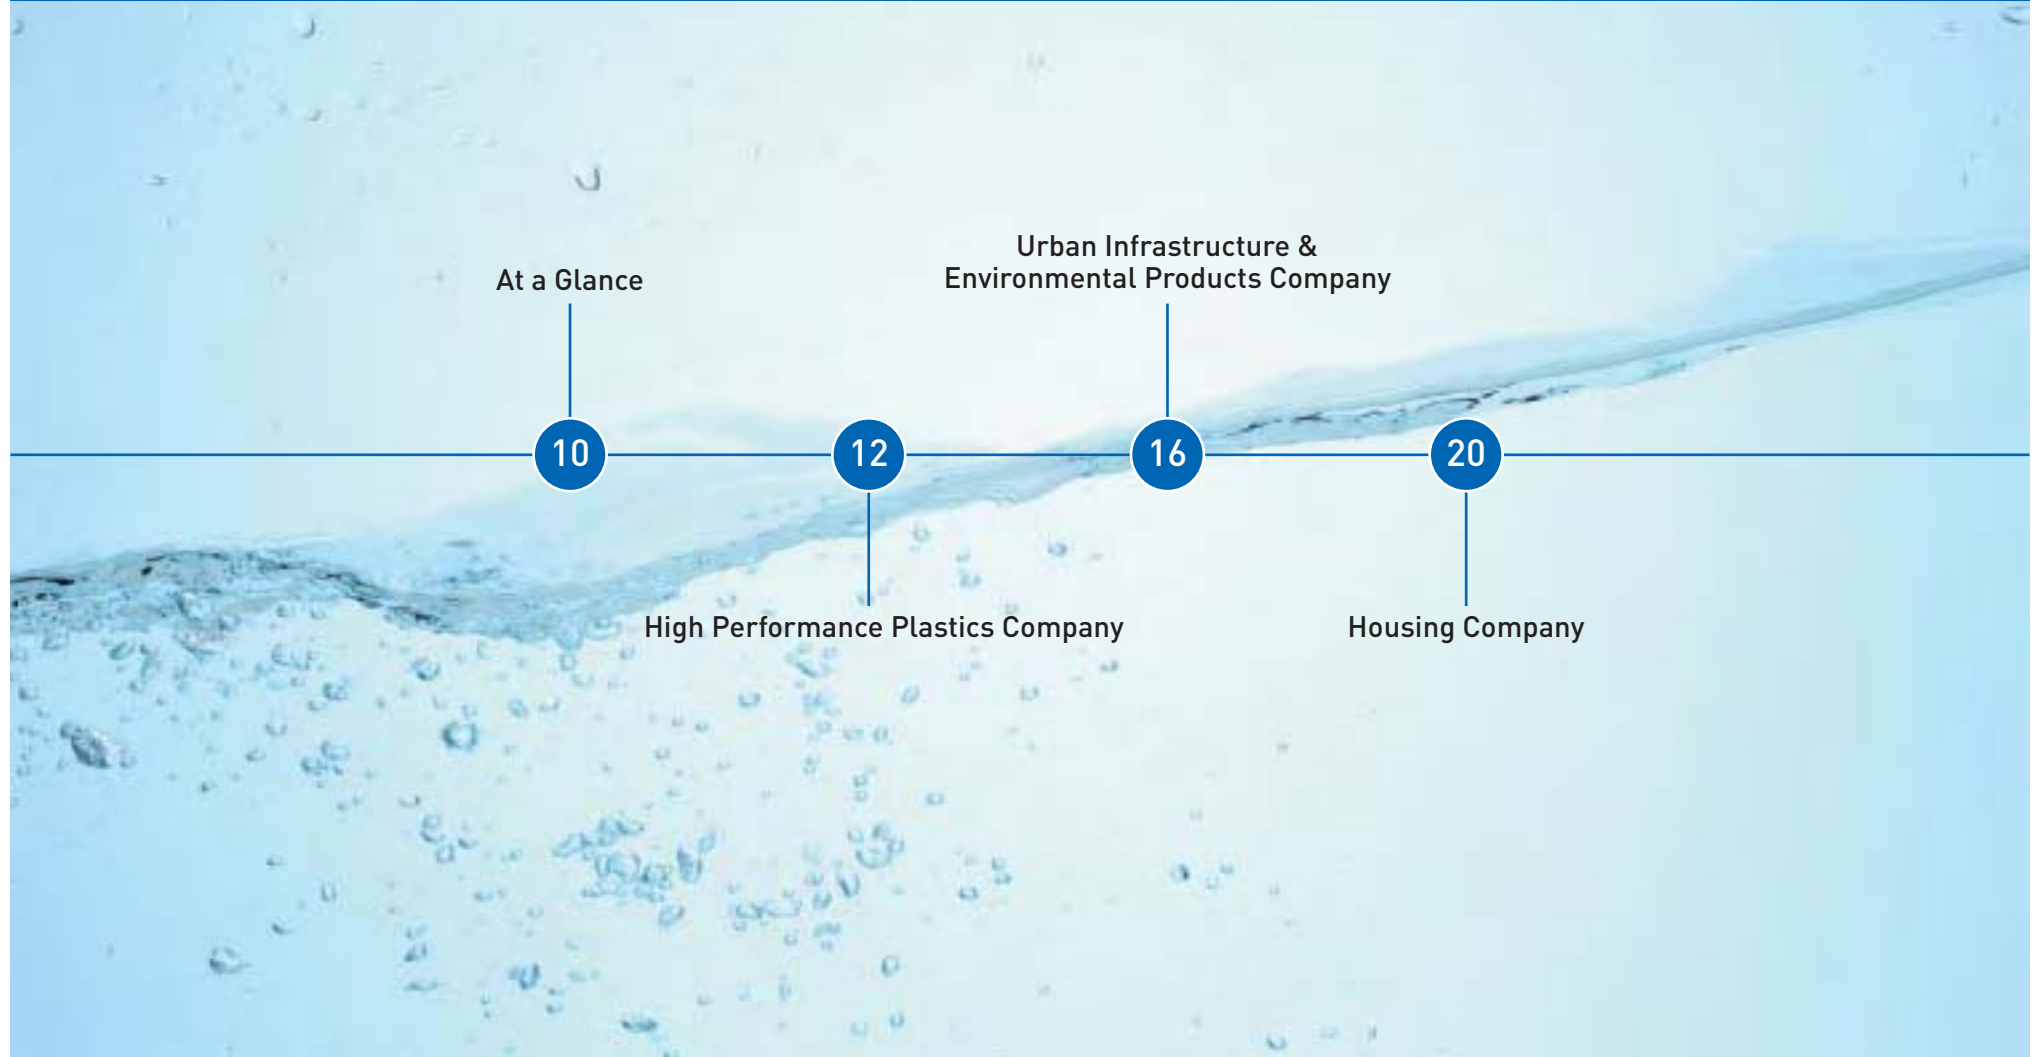 At a Glance
Urban Infrastructure &
Environmental Products Company
10
12
16
20
High Performance Plastics Company
Housing Company